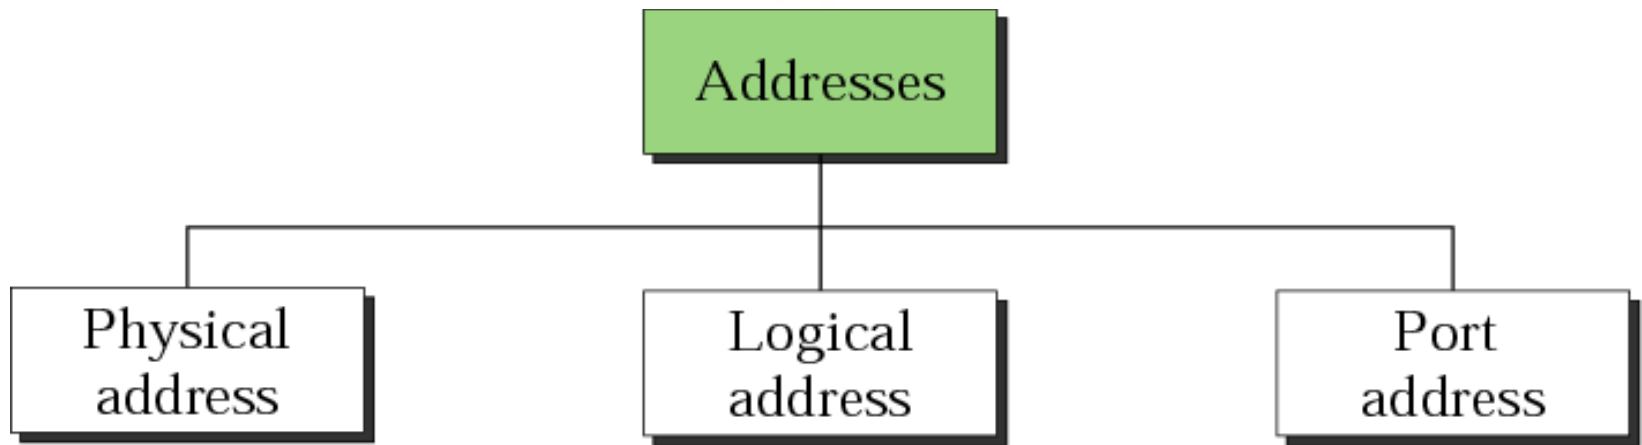 Addresses
Physical
address
Logical
address
Port
address